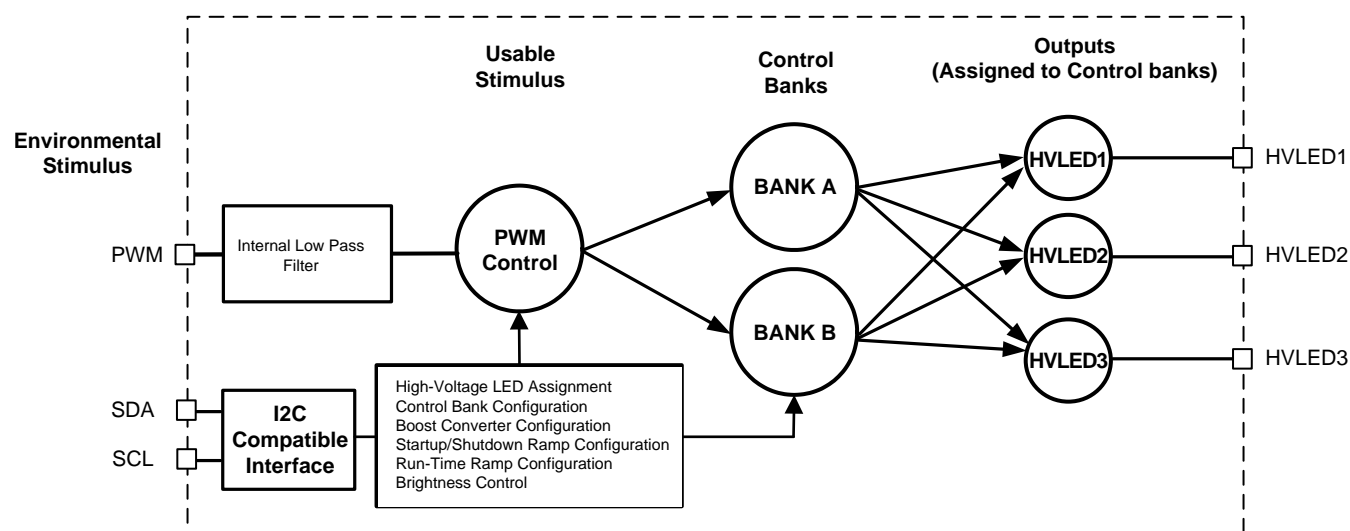 Usable
Stimulus
Control
Banks
Outputs
(Assigned to Control banks)
Environmental
Stimulus
PWM
Internal Low Pass
Filter
PWM
Control
BANK A
BANK B
HVLED1
HVLED2
HVLED3
HVLED1
HVLED2
HVLED3
SDA
SCL
I2C
Compatible
Interface
High-Voltage LED Assignment
Control Bank Configuration
Boost Converter Configuration
Startup/Shutdown Ramp Configuration
Run-Time Ramp Configuration
Brightness Control